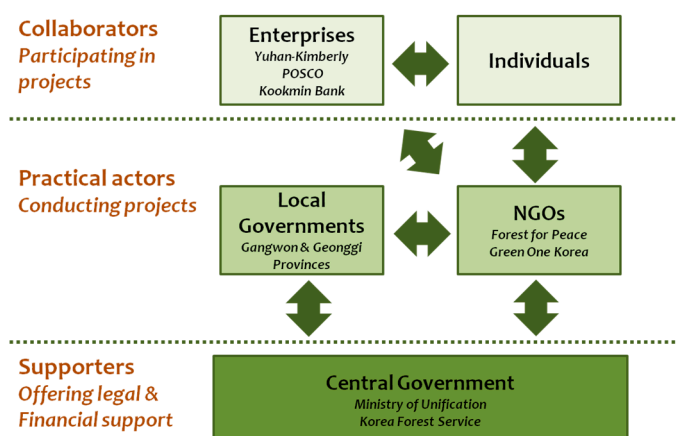 Collaborators
Participating in
projects
Enterprises
Yuhan-Kimberly
POSCO
Kookmin Bank
Individuals
Practical actors
Conducting projects
Local
Governments
Gangwon & Geonggi
Provinces
NGOs
Forest for Peace
Green One Korea
Supporters
Offering legal &
Financial support
Central Government
Ministry of Unification
Korea Forest Service